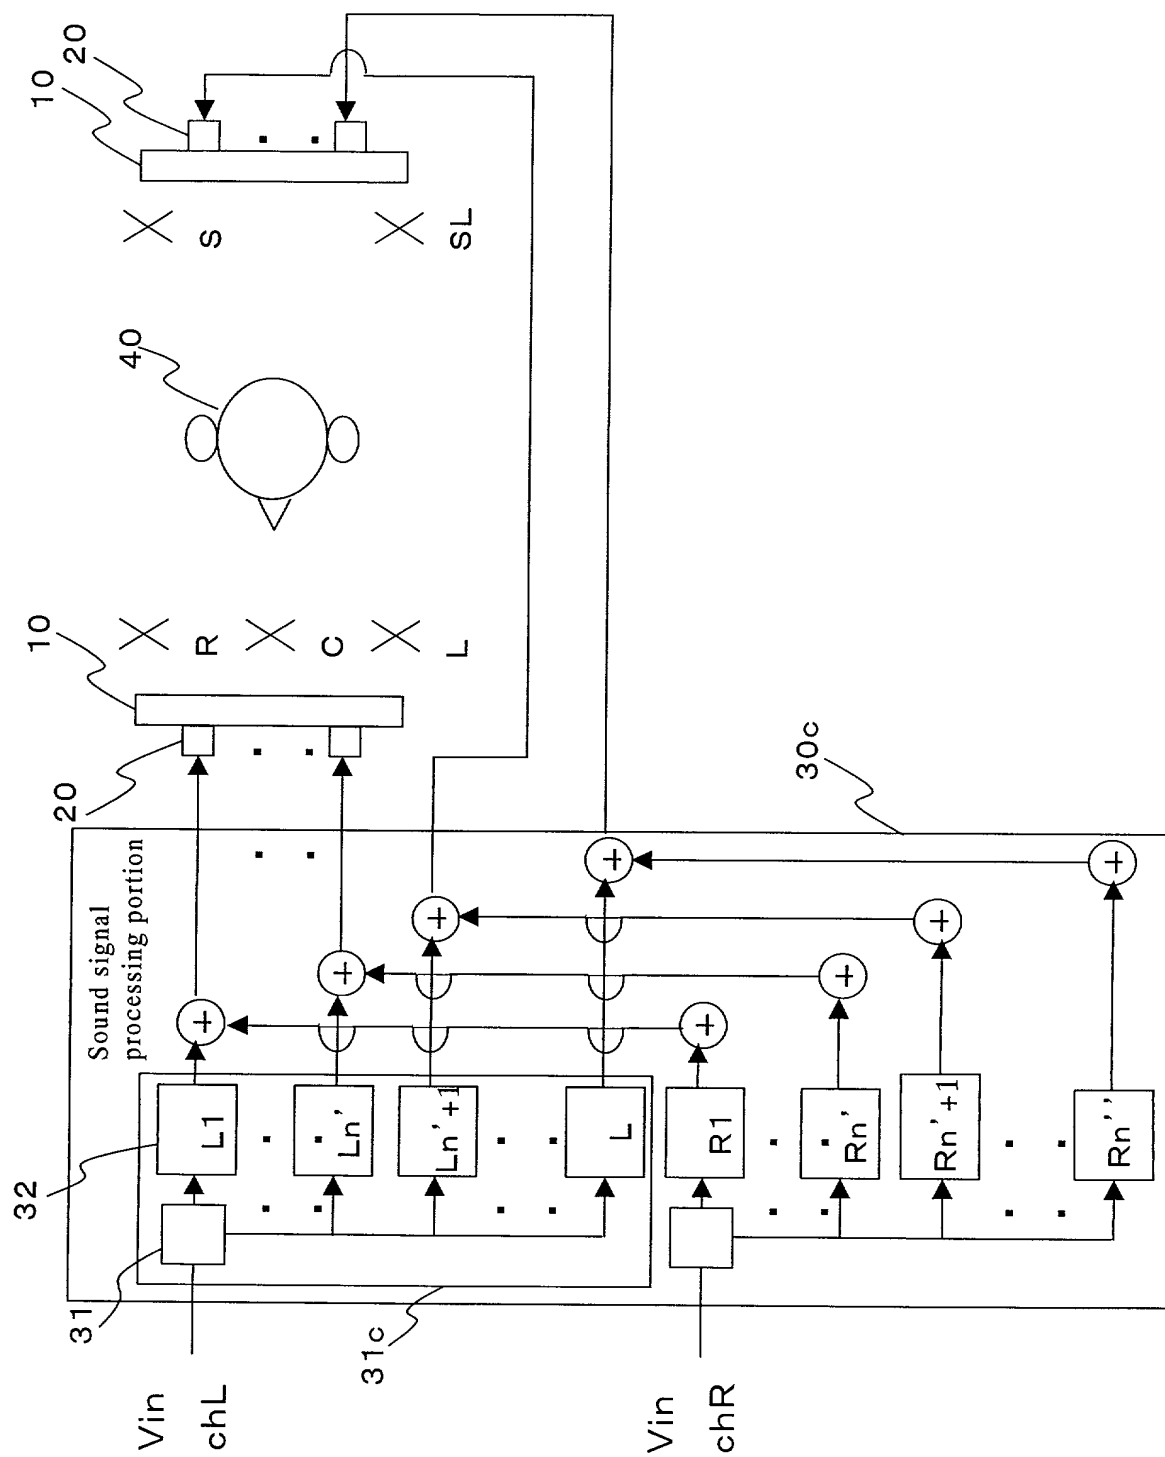 10
20
S
SL
40
10
R
C
L
20
30c
Sound signal
processing portion
+
+
+
+
+
+
+
+
32
L1
Ln'
Ln'+1
L
R1
Rn'
Rn'+1
Rn''
31
31c
Vin
chL
Vin
chR